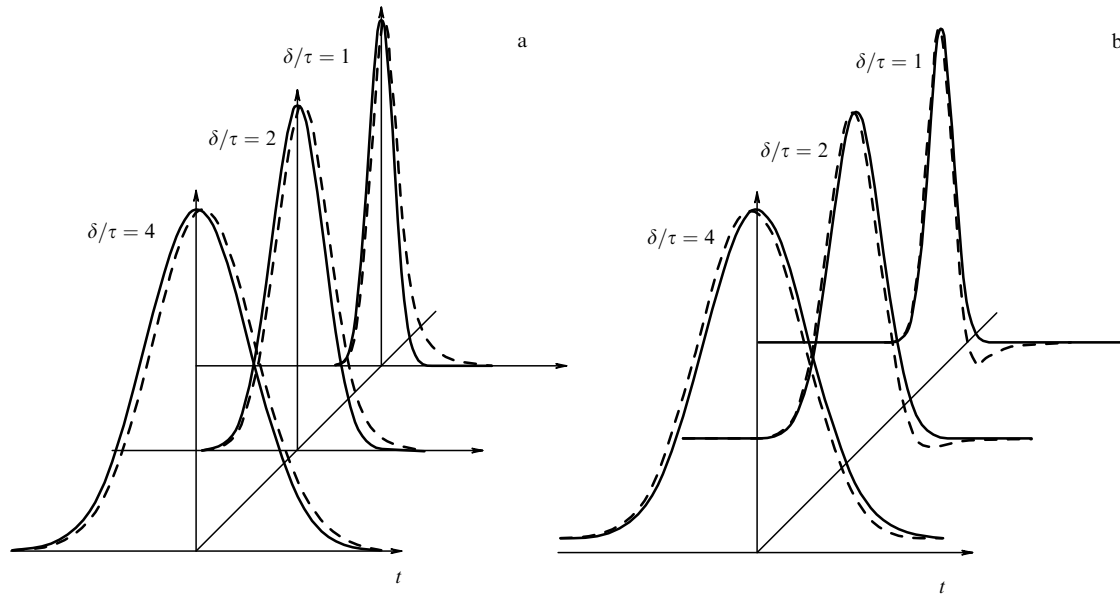 a
δ/τ = 1
δ/τ = 2
δ/τ = 4
t
b
δ/τ = 1
δ/τ = 2
δ/τ = 4
t